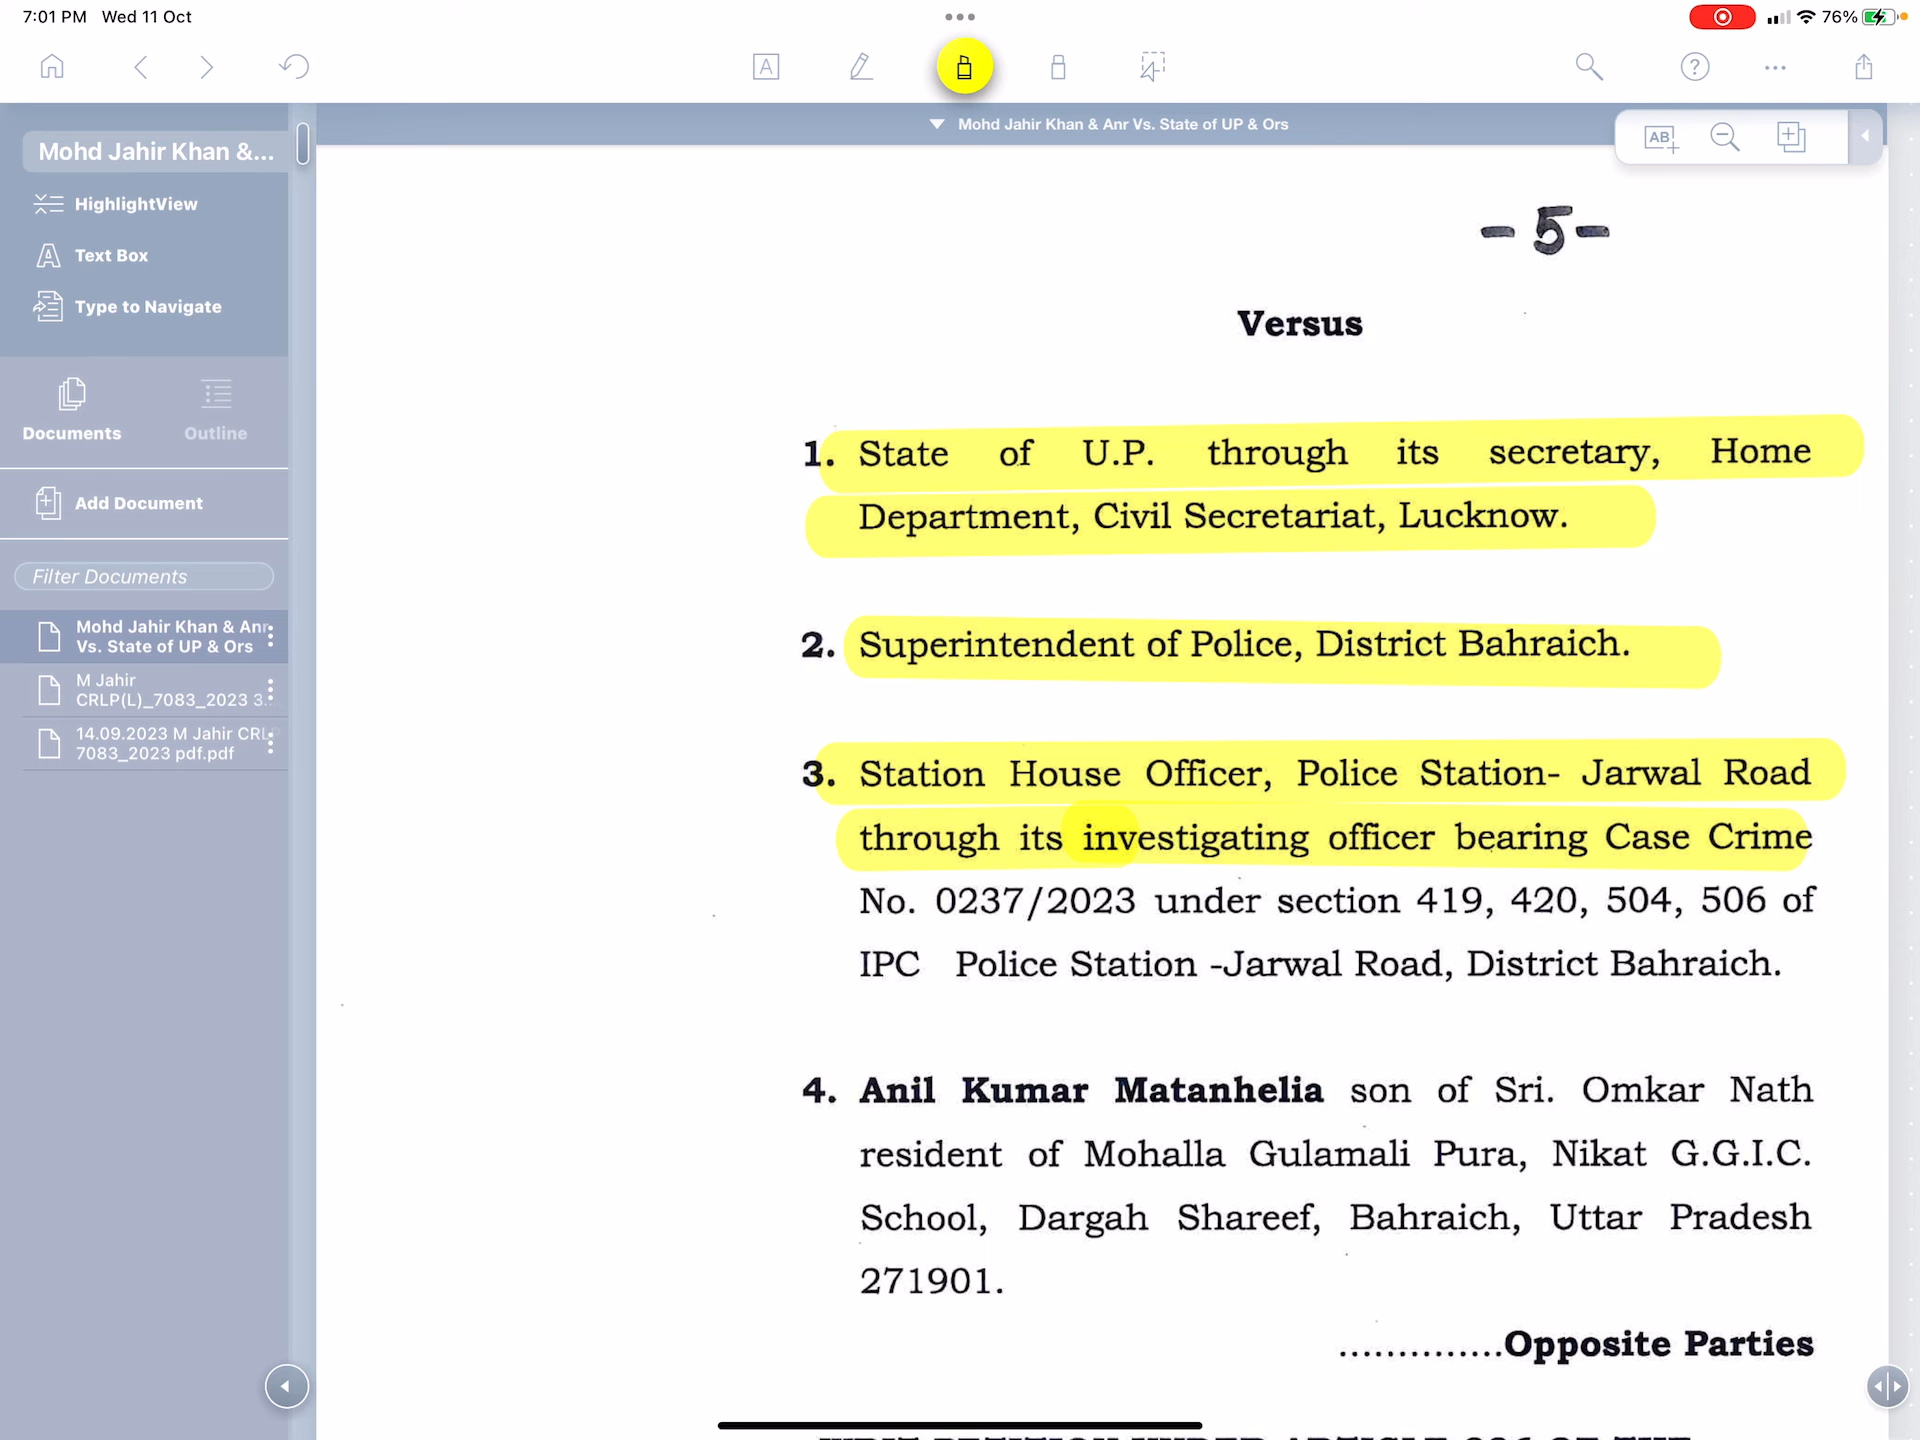 7:01 PM Wed 11 Oct
76%
A
Mohd Jahir Khan & Anr Vs. State of UP & Ors
AB
Mohd Jahir Khan &...
HighlightView
Text Box
Type to Navigate
Documents
Outline
Add Document
Filter Documents
Mohd Jahir Khan & Anr
Vs. State of UP & Ors
M Jahir
CRLP(L)_7083_2023 3...
14.09.2023 M Jahir CRL
7083_2023 pdf.pdf
- 5 -
Versus
1. State of U.P. through its secretary, Home
Department, Civil Secretariat, Lucknow.
2. Superintendent of Police, District Bahraich.
3. Station House Officer, Police Station- Jarwal Road
through its investigating officer bearing Case Crime
No. 0237/2023 under section 419, 420, 504, 506 of
IPC Police Station -Jarwal Road, District Bahraich.
4. Anil Kumar Matanhelia son of Sri. Omkar Nath
resident of Mohalla Gulamali Pura, Nikat G.G.I.C.
School, Dargah Shareef, Bahraich, Uttar Pradesh
271901.
..............Opposite Parties